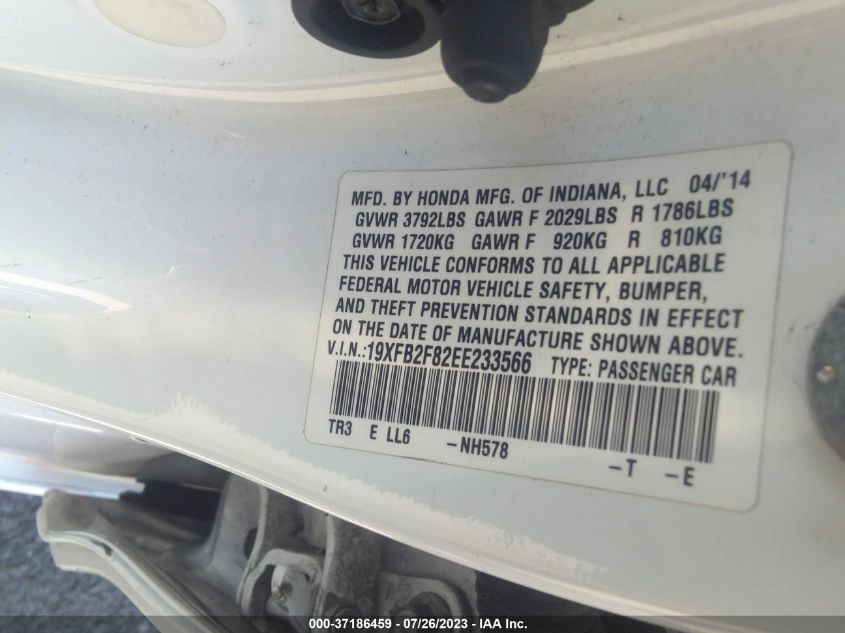 MFD. BY HONDA MFG. OF INDIANA, LLC 04/'14
GVWR 3792LBS GAWR F 2029LBS R 1786LBS
GVWR 1720KG GAWR F 920KG R 810KG
THIS VEHICLE CONFORMS TO ALL APPLICABLE
FEDERAL MOTOR VEHICLE SAFETY, BUMPER,
AND THEFT PREVENTION STANDARDS IN EFFECT
ON THE DATE OF MANUFACTURE SHOWN ABOVE.
V.I.N.:19XFB2F82EE233566 TYPE: PASSENGER CAR
TR3 E LL6 -NH578 -T -E
000-37186459 - 07/26/2023 - IAA Inc.